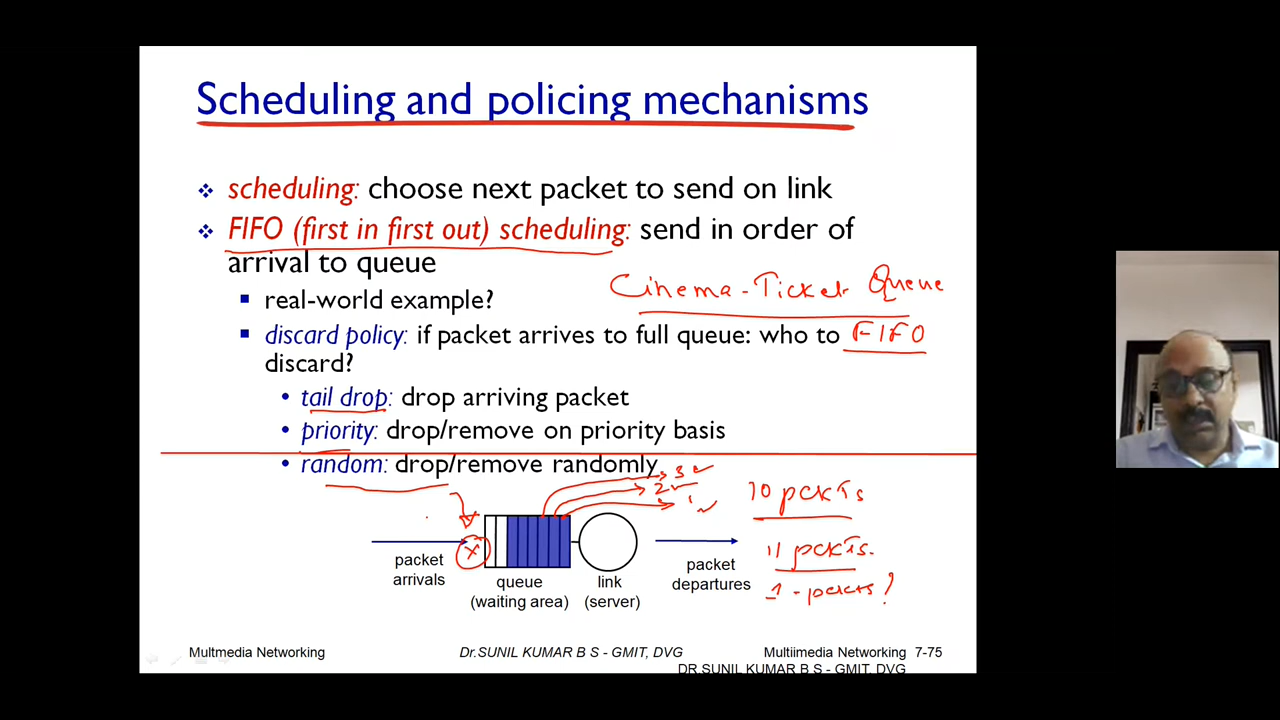 Scheduling and policing mechanisms
❖ scheduling: choose next packet to send on link
❖ FIFO (first in first out) scheduling: send in order of
arrival to queue
Cinema-Ticket Queue
▪ real-world example?
▪ discard policy: if packet arrives to full queue: who to
FIFO
discard?
• tail drop: drop arriving packet
• priority: drop/remove on priority basis
• random: drop/remove randomly
3
2
1
10 pckts
11 pckts.
1 - pckts?
X
packet
arrivals
queue
(waiting area)
link
(server)
packet
departures
Multmedia Networking
Dr.SUNIL KUMAR B S - GMIT, DVG
Multiimedia Networking 7-75
DR.SUNIL KUMAR B S - GMIT, DVG